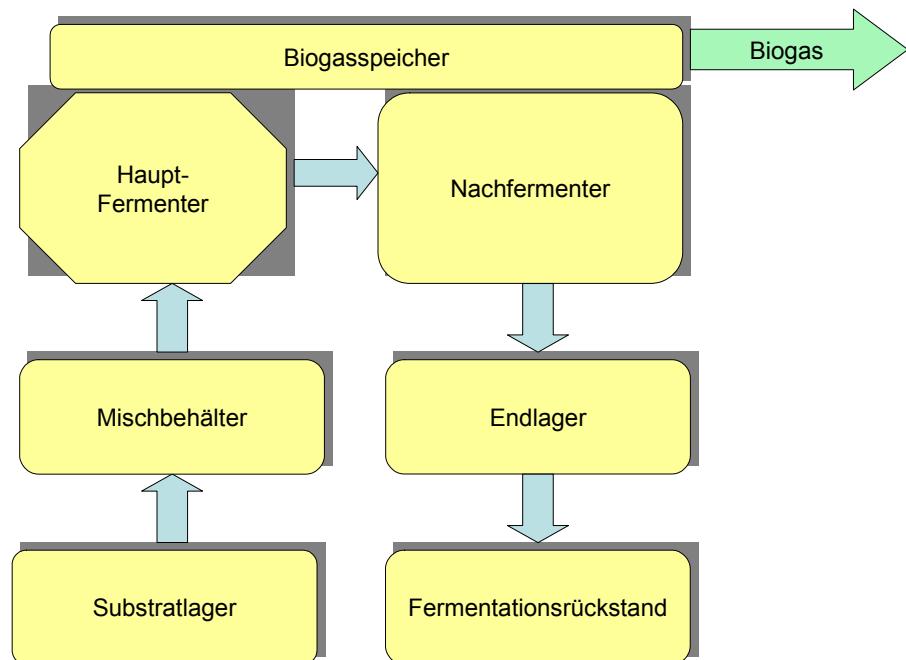 Biogasspeicher
Biogas
Haupt-
Fermenter
Nachfermenter
Mischbehälter
Endlager
Substratlager
Fermentationsrückstand